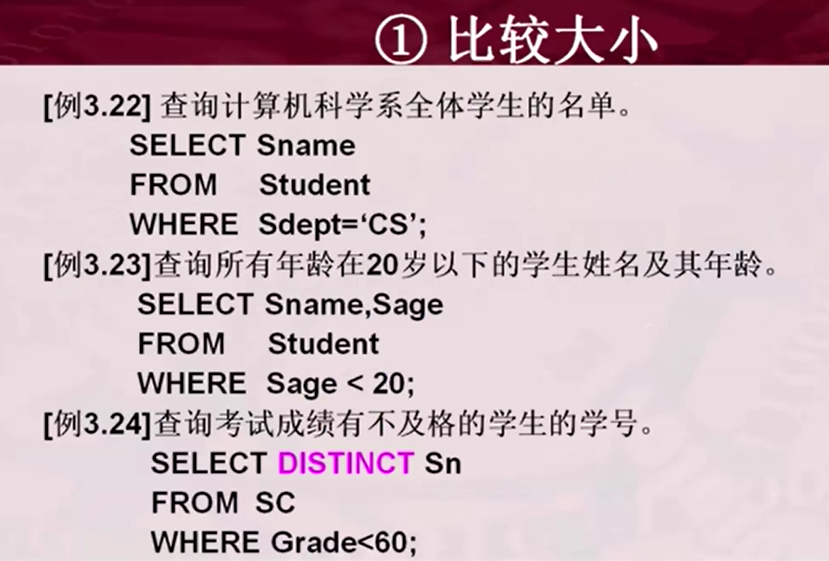 ① 比较大小
[例3.22] 查询计算机科学系全体学生的名单。
SELECT Sname
FROM Student
WHERE Sdept=‘CS’;
[例3.23]查询所有年龄在20岁以下的学生姓名及其年龄。
SELECT Sname,Sage
FROM Student
WHERE Sage < 20;
[例3.24]查询考试成绩有不及格的学生的学号。
SELECT DISTINCT Sn
FROM SC
WHERE Grade<60;